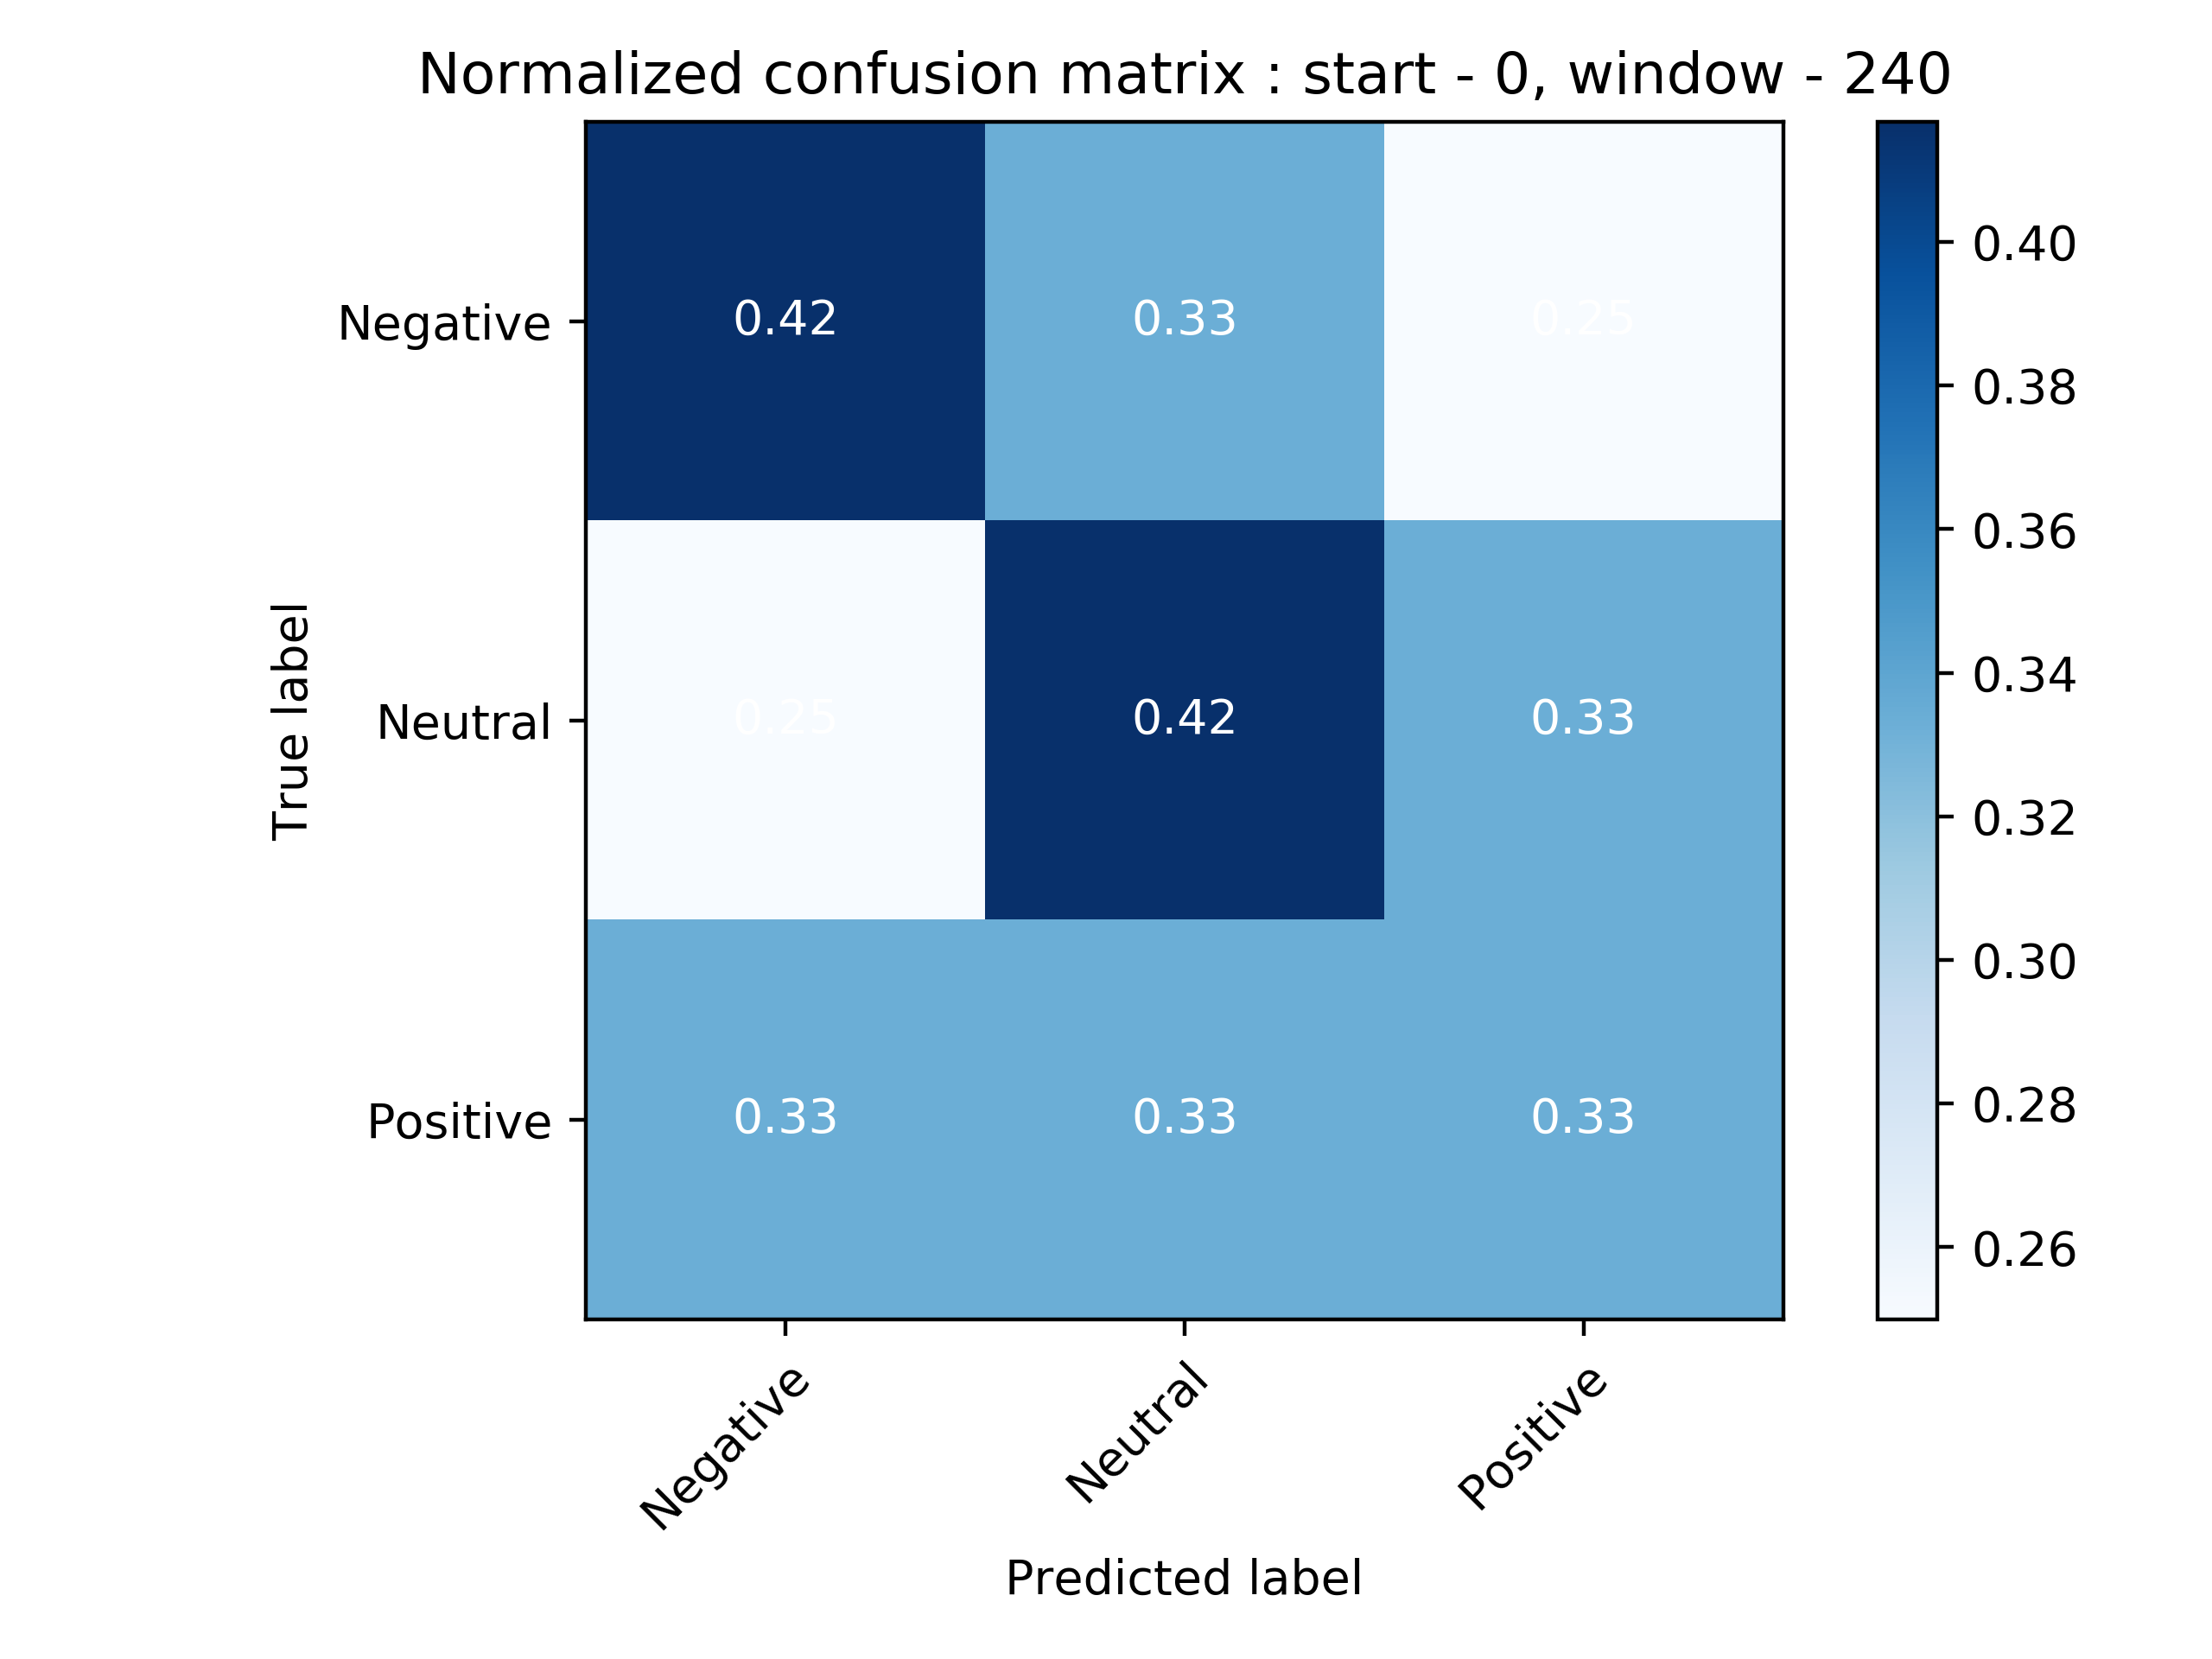 Normalized confusion matrix : start - 0, window - 240
Negative
0.42
0.33
0.25
Neutral
0.25
0.42
0.33
Positive
0.33
0.33
0.33
True label
Negative
Neutral
Positive
Predicted label
0.40
0.38
0.36
0.34
0.32
0.30
0.28
0.26